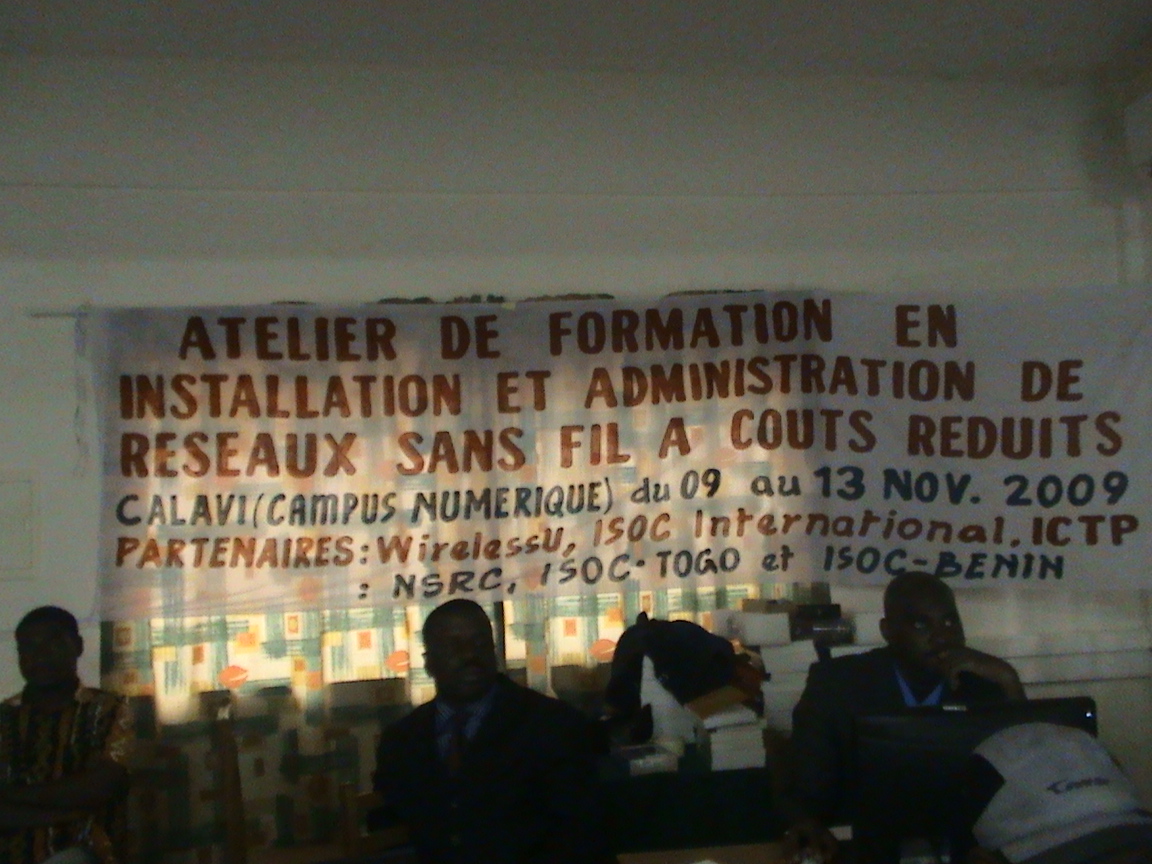 ATELIER DE FORMATION EN
INSTALLATION ET ADMINISTRATION DE
RESEAUX SANS FIL A COUTS REDUITS
CALAVI (CAMPUS NUMERIQUE) du 09 au 13 NOV. 2009
PARTENAIRES: WirelessU, ISOC International, ICTP
: NSRC, ISOC-TOGO et ISOC-BENIN